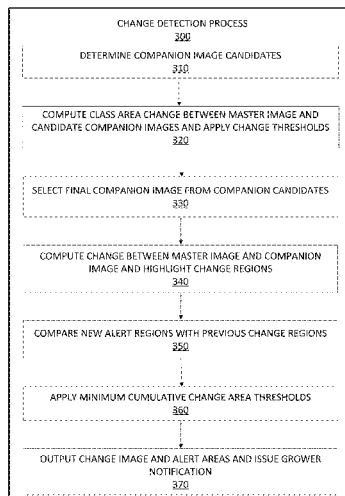 CHANGE DETECTION PROCESS
300
DETERMINE COMPANION IMAGE CANDIDATES
310
COMPUTE CLASS AREA CHANGE BETWEEN MASTER IMAGE AND
CANDIDATE COMPANION IMAGES AND APPLY CHANGE THRESHOLDS
320
SELECT FINAL COMPANION IMAGE FROM COMPANION CANDIDATES
330
COMPUTE CHANGE BETWEEN MASTER IMAGE AND COMPANION
IMAGE AND HIGHLIGHT CHANGE REGIONS
340
COMPARE NEW ALERT REGIONS WITH PREVIOUS CHANGE REGIONS
350
APPLY MINIMUM CUMULATIVE CHANGE AREA THRESHOLDS
360
OUTPUT CHANGE IMAGE AND ALERT AREAS AND ISSUE GROWER
NOTIFICATION
370